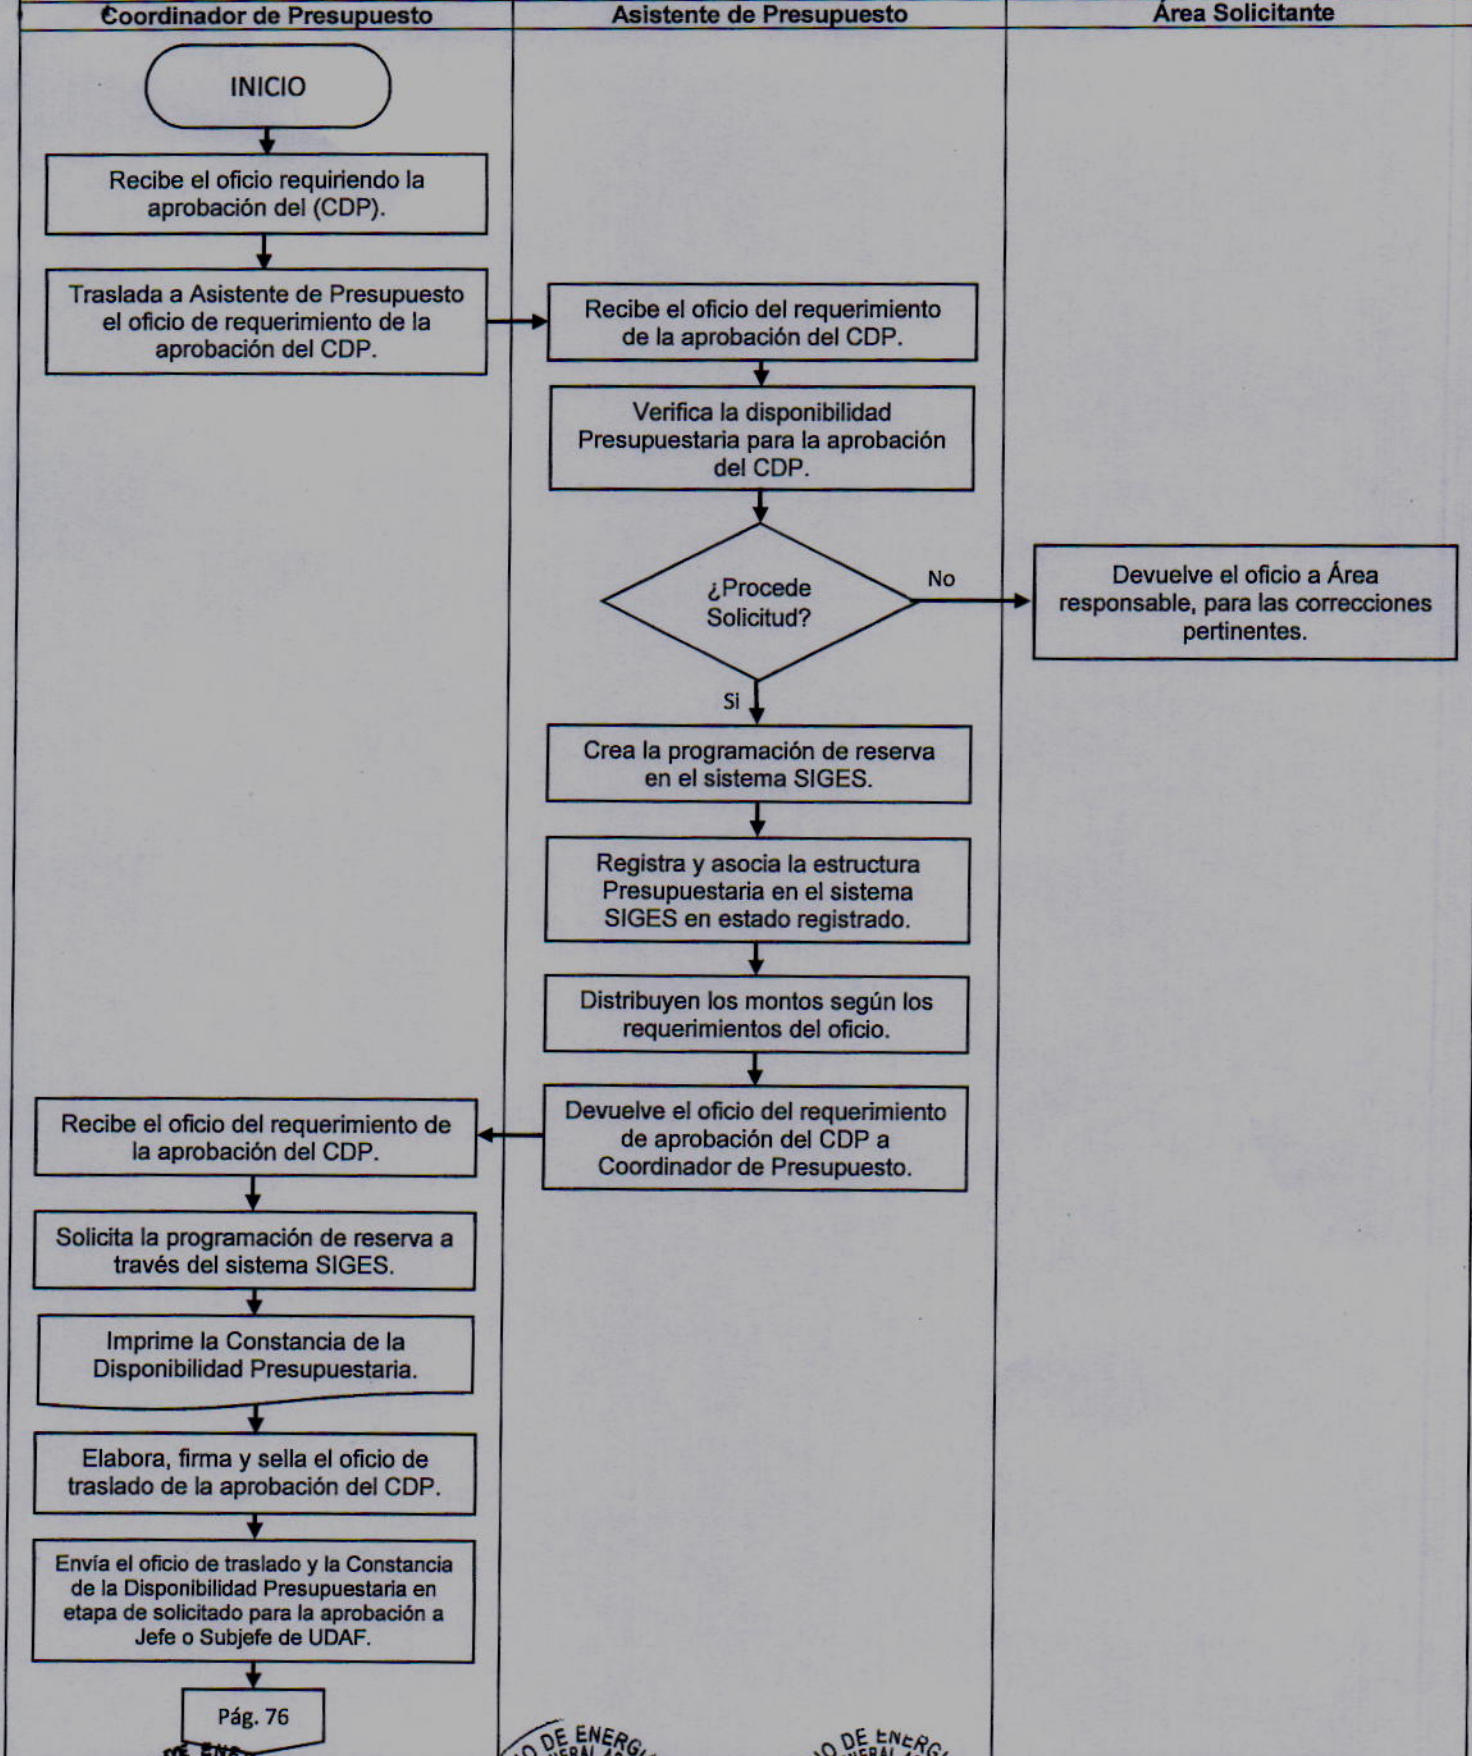 Coordinador de Presupuesto
Asistente de Presupuesto
Área Solicitante
INICIO
Recibe el oficio requiriendo la
aprobación del (CDP).
Traslada a Asistente de Presupuesto
el oficio de requerimiento de la
aprobación del CDP.
Recibe el oficio del requerimiento
de la aprobación del CDP.
Verifica la disponibilidad
Presupuestaria para la aprobación
del CDP.
¿Procede
Solicitud?
No
Devuelve el oficio a Área
responsable, para las correcciones
pertinentes.
Si
Crea la programación de reserva
en el sistema SIGES.
Registra y asocia la estructura
Presupuestaria en el sistema
SIGES en estado registrado.
Distribuyen los montos según los
requerimientos del oficio.
Devuelve el oficio del requerimiento
de aprobación del CDP a
Coordinador de Presupuesto.
Recibe el oficio del requerimiento de
la aprobación del CDP.
Solicita la programación de reserva a
través del sistema SIGES.
Imprime la Constancia de la
Disponibilidad Presupuestaria.
Elabora, firma y sella el oficio de
traslado de la aprobación del CDP.
Envía el oficio de traslado y la Constancia
de la Disponibilidad Presupuestaria en
etapa de solicitado para la aprobación a
Jefe o Subjefe de UDAF.
Pág. 76
DE ENERG
DE ENERG